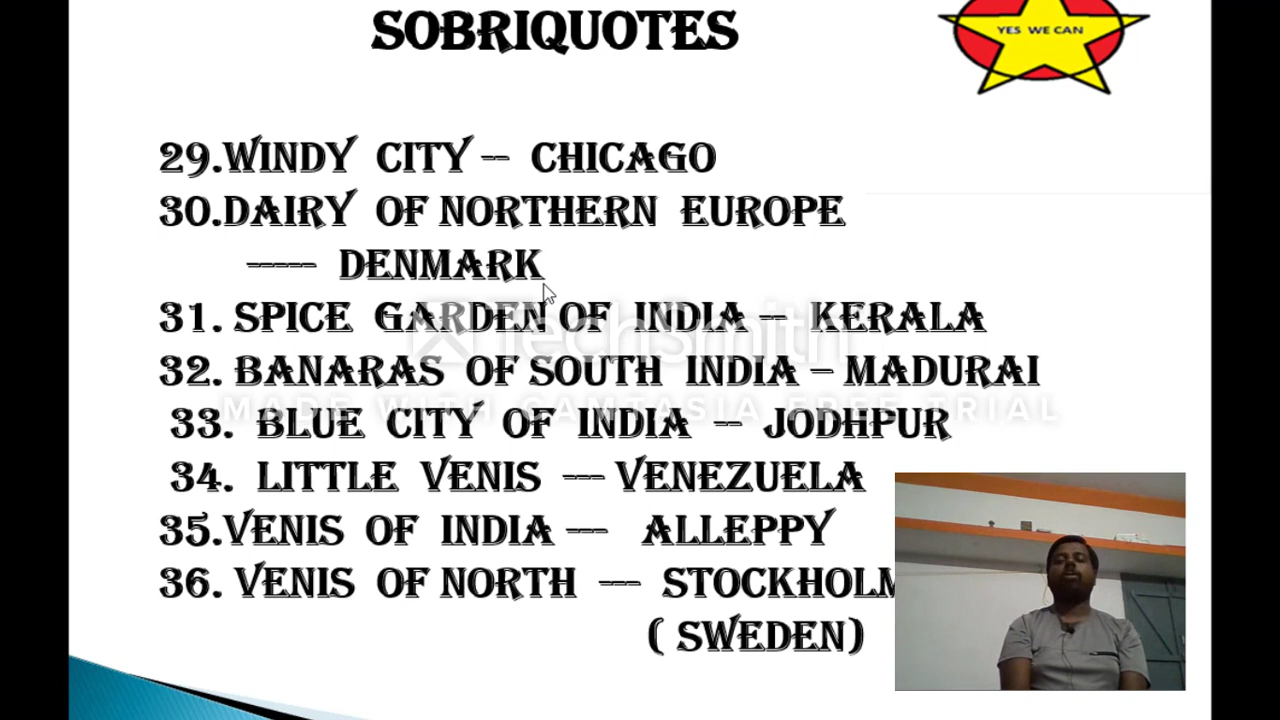 SOBRIQUOTES
YES WE CAN
29.WINDY CITY -- CHICAGO
30.DAIRY OF NORTHERN EUROPE
----- DENMARK
31. SPICE GARDEN OF INDIA -- KERALA
32. BANARAS OF SOUTH INDIA – MADURAI
33. BLUE CITY OF INDIA -- JODHPUR
34. LITTLE VENIS --- VENEZUELA
35.VENIS OF INDIA --- ALLEPPY
36. VENIS OF NORTH --- STOCKHOLM
( SWEDEN)
TechSmith
MADE WITH CAMTASIA FREE TRIAL